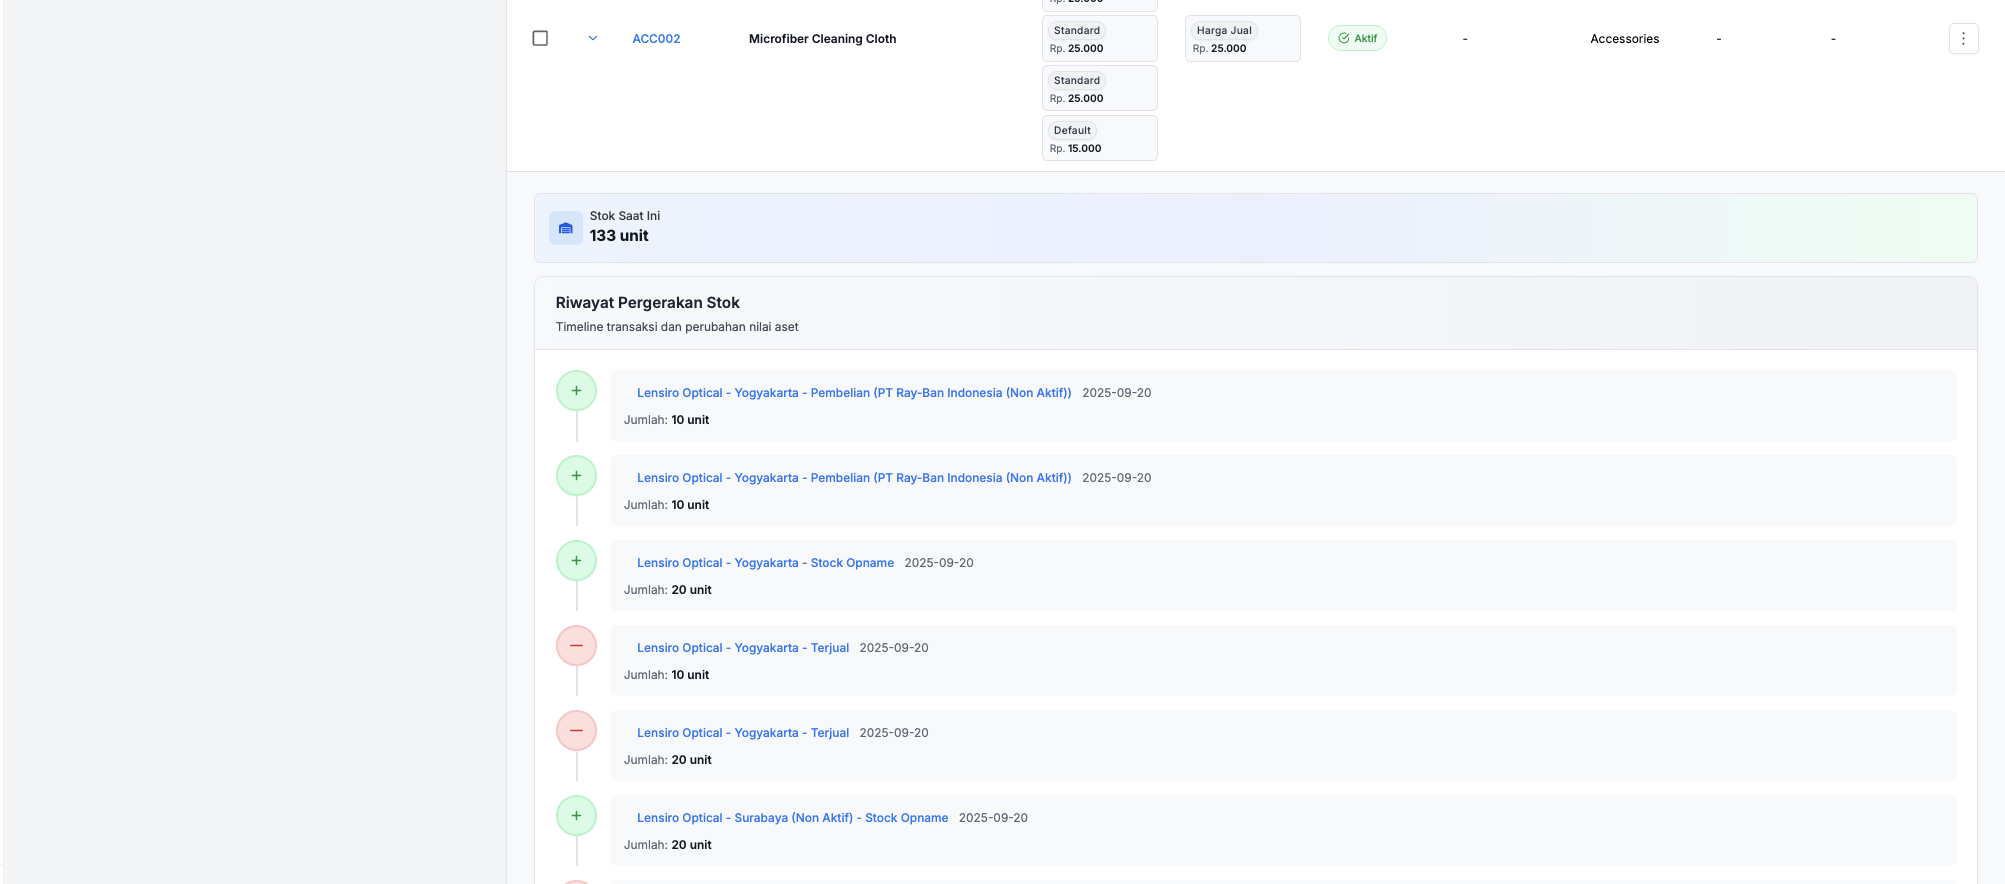 Rp. 25.000
ACC002
Microfiber Cleaning Cloth
Standard
Rp. 25.000
Standard
Rp. 25.000
Default
Rp. 15.000
Harga Jual
Rp. 25.000
Aktif
-
Accessories
-
-
Stok Saat Ini
133 unit
Riwayat Pergerakan Stok
Timeline transaksi dan perubahan nilai aset
Lensiro Optical - Yogyakarta - Pembelian (PT Ray-Ban Indonesia (Non Aktif)) 2025-09-20
Jumlah: 10 unit
Lensiro Optical - Yogyakarta - Pembelian (PT Ray-Ban Indonesia (Non Aktif)) 2025-09-20
Jumlah: 10 unit
Lensiro Optical - Yogyakarta - Stock Opname 2025-09-20
Jumlah: 20 unit
Lensiro Optical - Yogyakarta - Terjual 2025-09-20
Jumlah: 10 unit
Lensiro Optical - Yogyakarta - Terjual 2025-09-20
Jumlah: 20 unit
Lensiro Optical - Surabaya (Non Aktif) - Stock Opname 2025-09-20
Jumlah: 20 unit